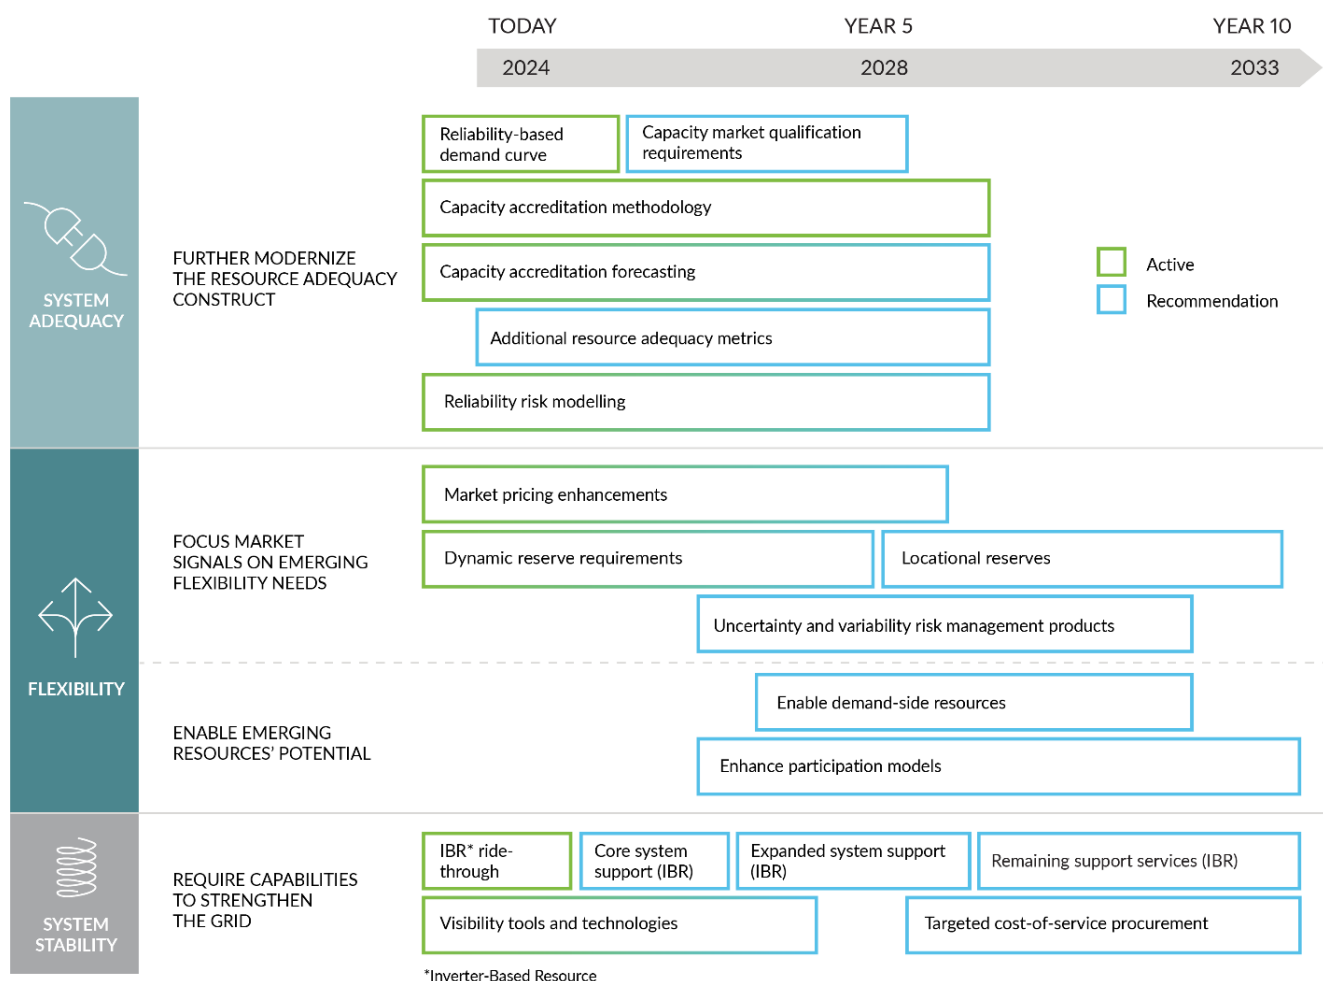 TODAY
YEAR 5
YEAR 10
2024
2028
2033
SYSTEM
ADEQUACY
FURTHER MODERNIZE
THE RESOURCE ADEQUACY
CONSTRUCT
Reliability-based
demand curve
Capacity market qualification
requirements
Capacity accreditation methodology
Capacity accreditation forecasting
Additional resource adequacy metrics
Reliability risk modelling
Active
Recommendation
FLEXIBILITY
FOCUS MARKET
SIGNALS ON EMERGING
FLEXIBILITY NEEDS
Market pricing enhancements
Dynamic reserve requirements
Locational reserves
Uncertainty and variability risk management products
ENABLE EMERGING
RESOURCES’ POTENTIAL
Enable demand-side resources
Enhance participation models
SYSTEM
STABILITY
REQUIRE CAPABILITIES
TO STRENGTHEN
THE GRID
IBR* ride-
through
Core system
support (IBR)
Expanded system support
(IBR)
Remaining support services (IBR)
Visibility tools and technologies
Targeted cost-of-service procurement
*Inverter-Based Resource